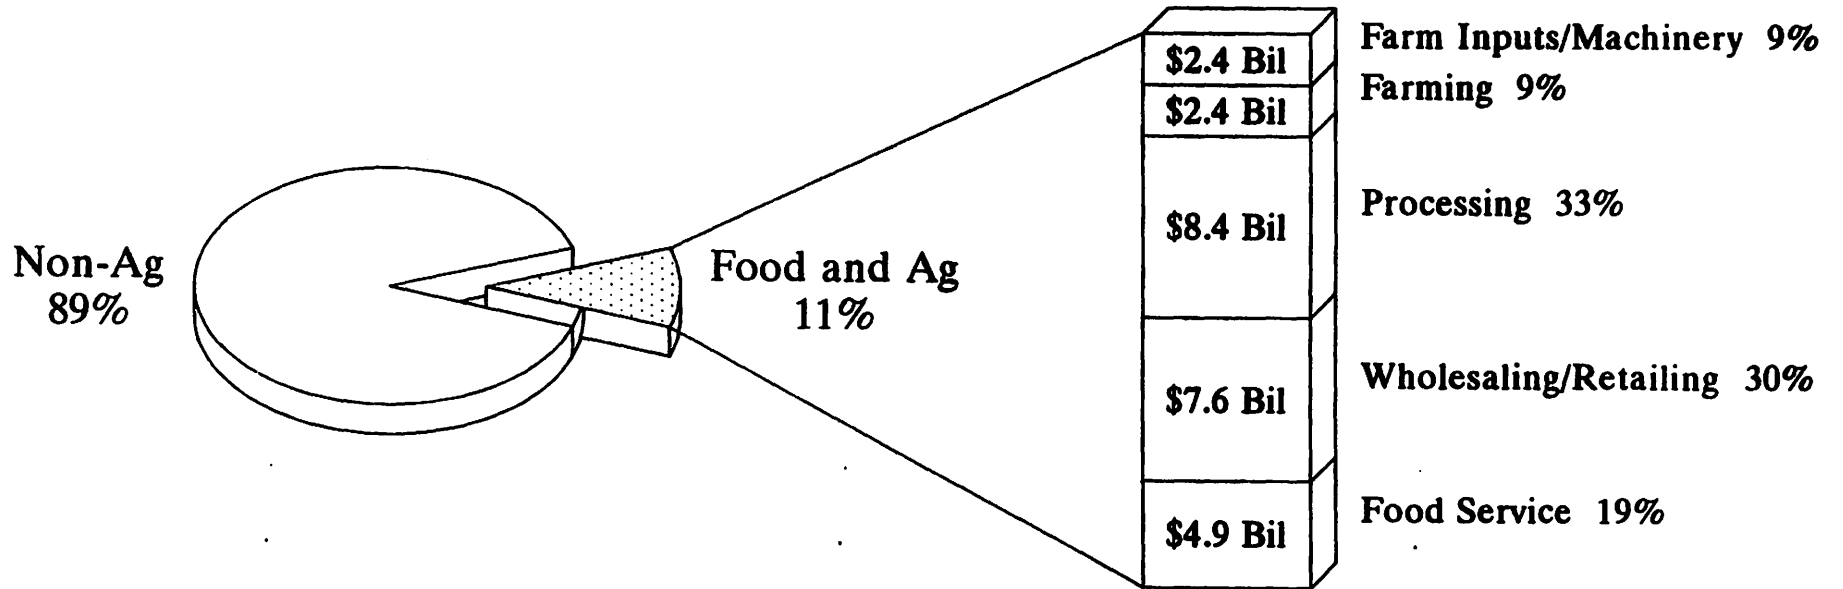 Non-Ag
89%
Food and Ag
11%
$2.4 Bil
$2.4 Bil
$8.4 Bil
$7.6 Bil
$4.9 Bil
Farm Inputs/Machinery 9%
Farming 9%
Processing 33%
Wholesaling/Retailing 30%
Food Service 19%